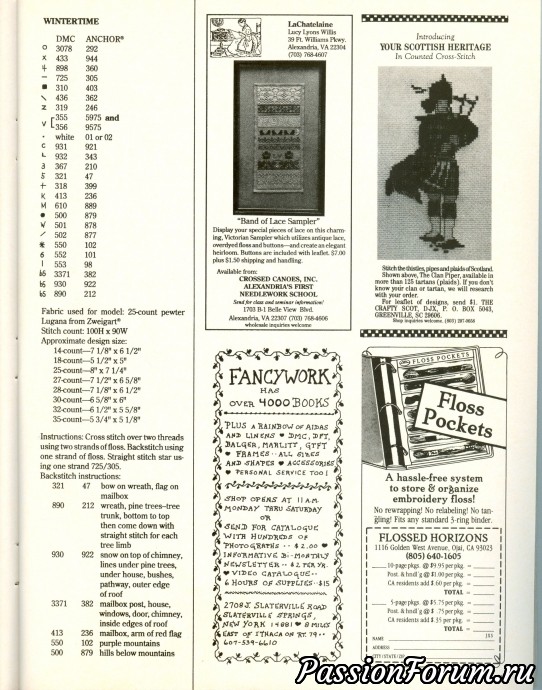 WINTERTIME
DMC ANCHOR*
o 3078 292
x 433 944
898 360
– 725 305
■ 310 403
\ 436 362
z 319 246
v [ 355 5975 and
356 9575
· white 01 or 02
c 931 921
L 932 343
3 367 210
5 321 47
+ 318 399
K 413 236
M 610 889
● 500 879
501 878
/ 502 877
550 102
6 552 101
l 553 98
3371 382
930 922
890 212
Fabric used for model: 25-count pewter
Lugana from Zweigart®
Stitch count: 100H x 90W
Approximate design size:
14-count—7 1/8" x 6 1/2"
18-count—5 1/2" x 5"
25-count—8" x 7 1/4"
27-count—7 1/2" x 6 5/8"
28-count—7 1/8" x 6 1/2"
30-count—6 5/8" x 6"
32-count—6 1/2" x 5 5/8"
35-count—5 3/4" x 5 1/8"
Instructions: Cross stitch over two threads
using two strands of floss. Backstitch using
one strand of floss. Straight stitch star us-
ing one strand 725/305.
Backstitch instructions:
321 47 bow on wreath, flag on
mailbox
890 212 wreath, pine trees–tree
trunk, bottom to top
then come down with
straight stitch for each
tree limb
930 922 snow on top of chimney,
lines under pine trees,
under house, bushes,
pathway, outer edge
of roof
3371 382 mailbox post, house,
windows, door, chimney,
inside edges of roof
413 236 mailbox, arm of red flag
550 102 purple mountains
500 879 hills below mountains
LaChatelaine
Lucy Lyons Willis
39 Ft. Williams Pkwy.
Alexandria, VA 22304
(703) 768-4607
"Band of Lace Sampler"
Display your special pieces of lace on this charm-
ing, Victorian Sampler which utilizes antique lace,
overdyed floss and buttons—and create an elegant
heirloom. Buttons are included with leaflet. $7.00
plus $1.50 shipping and handling.
Available from:
CROSSED CANOES, INC.
ALEXANDRIA'S FIRST
NEEDLEWORK SCHOOL
Send for class and seminar information!
1703 B-1 Belle View Blvd.
Alexandria, VA 22307 (703) 768-4606
wholesale inquiries welcome
FANCYWORK
HAS
OVER 4000 BOOKS
PLUS A RAINBOW OF AIDAS
AND LINENS ♥ DMC, DFT,
BALGER, MARLITT, GTFT
♥ FRAMES·· ALL SIZES
AND SHAPES ♥ ACCESSORIES
♥ PERSONAL SERVICE TOO!
SHOP OPENS AT 11 A.M.
MONDAY THRU SATURDAY
OR
SEND FOR CATALOGUE
WITH HUNDREDS OF
PHOTOGRAPHS ·· $2.00 ♥
INFORMATIVE BI-MONTHLY
NEWSLETTER ·· $2 PER YR.
♥ VIDEO CATALOGUE··
6 HOURS OF SUPPLIES··$15
2708 J. SLATERVILLE ROAD
SLATERVILLE SPRINGS,
NEW YORK 14881 ♥ 8 MILES
EAST OF ITHACA ON RT. 79 ♥♥
607-539-6610
Introducing
YOUR SCOTTISH HERITAGE
In Counted Cross-Stitch
Stitch the thistles, pipes and plaids of Scotland.
Shown above, The Clan Piper, available in
more than 125 tartans (plaids). If you don't
know your clan or tartan, we will research
with your order.
For leaflet of designs, send $1. THE
CRAFTY SCOT, D-JX, P. O. BOX 5043,
GREENVILLE, SC 29606.
Shop inquiries welcome. (803) 297-9656
FLOSS POCKETS
Floss
Pockets
A hassle-free system
to store & organize
embroidery floss!
No rewrapping! No relabeling! No tan-
gling! Fits any standard 3-ring binder.
FLOSSED HORIZONS
1116 Golden West Avenue, Ojai, CA 93023
(805) 640-1605
10-page pkgs. @ $9.95 per pkg. =
Post. & hndl'g @ $1.00 per pkg. =
CA residents add $.60 per pkg. =
TOTAL =
5-page pkgs. @ $5.75 per pkg. =
Post. & hndl'g @ $.75 per pkg. =
CA residents add $.35 per pkg. =
TOTAL =
NAME
ADDRESS
CITY/STATE/ZIP
PassionForum.ru